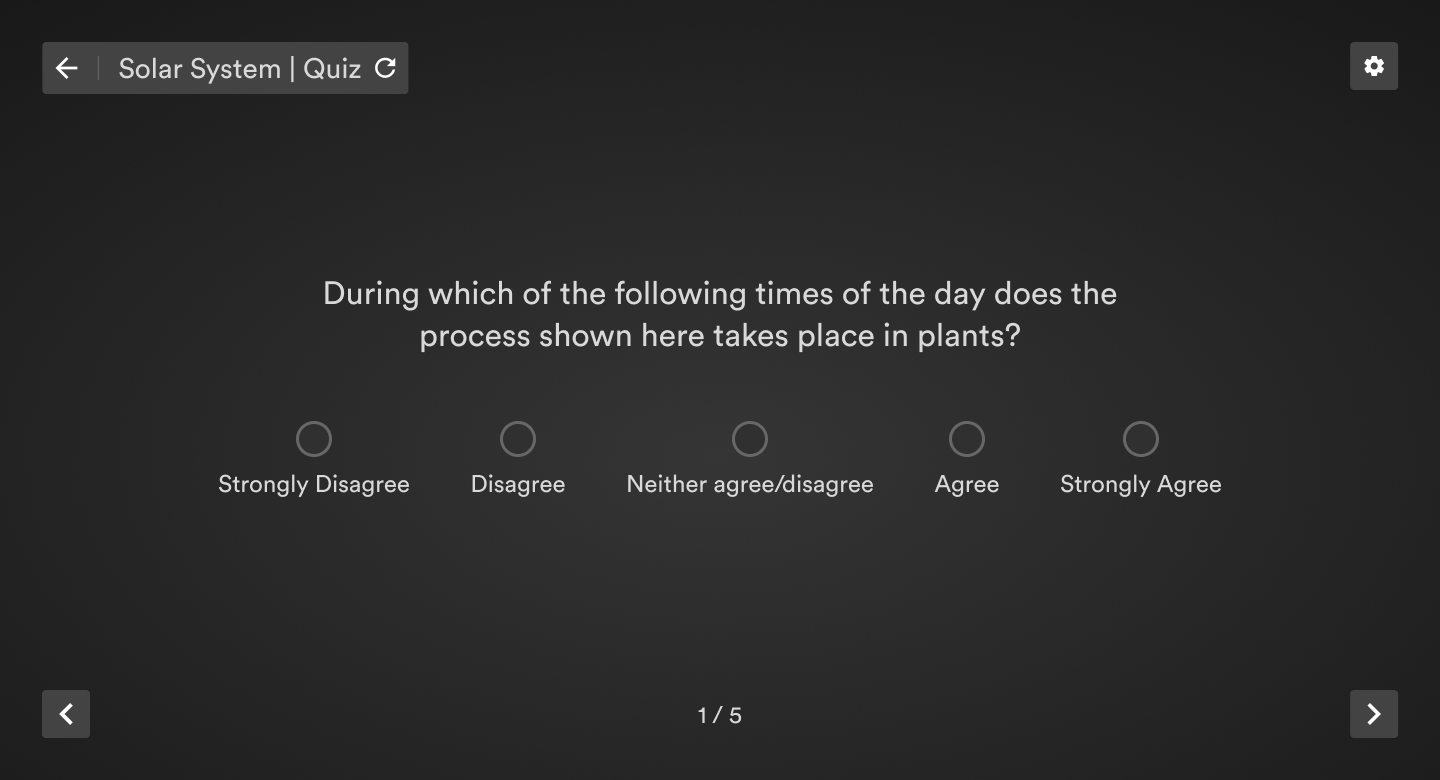 Solar System | Quiz
During which of the following times of the day does the
process shown here takes place in plants?
Strongly Disagree
Disagree
Neither agree/disagree
Agree
Strongly Agree
1 / 5